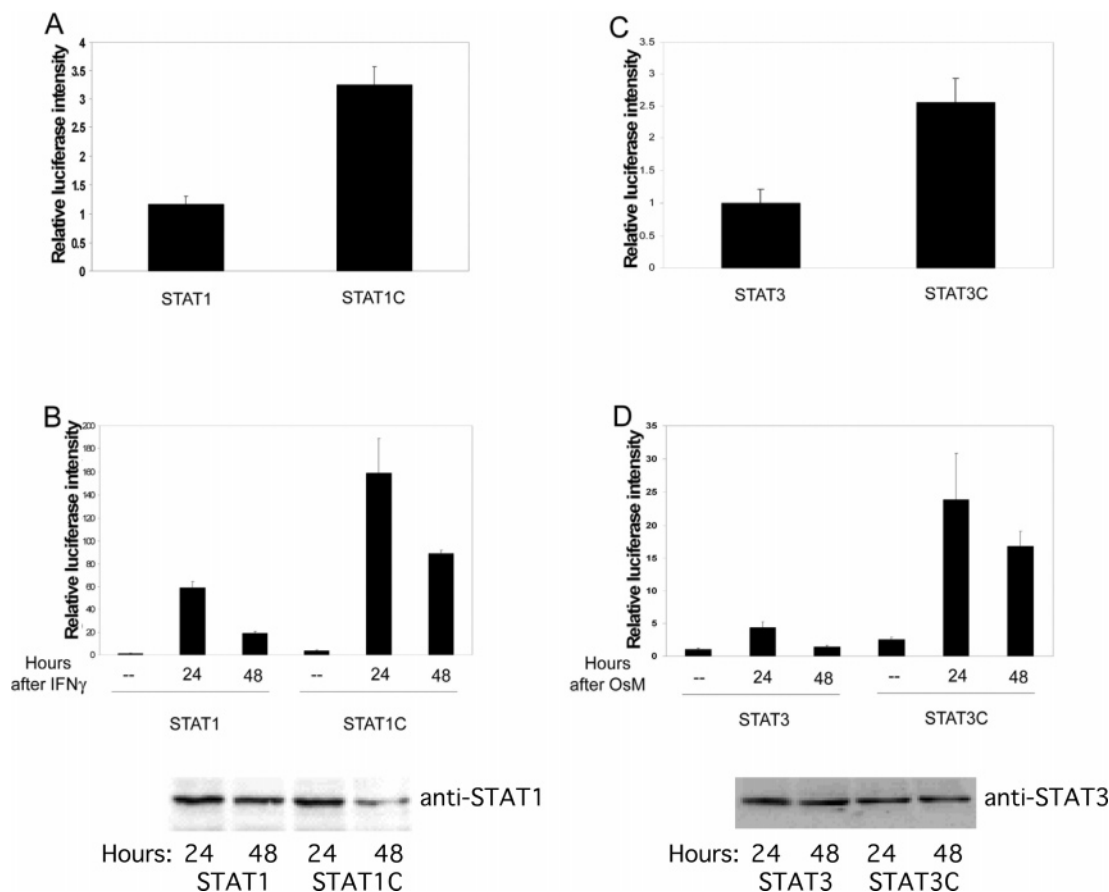 A
Relative luciferase intensity
4
3.5
3
2.5
2
1.5
1
0.5
0
STAT1 STAT1C
C
Relative luciferase intensity
3.5
3
2.5
2
1.5
1
0.5
0
STAT3 STAT3C
B
Relative luciferase intensity
200
180
160
140
120
100
80
60
40
20
0
Hours
after IFNγ
-- 24 48 -- 24 48
STAT1 STAT1C
anti-STAT1
Hours: 24 48 24 48
STAT1 STAT1C
D
Relative luciferase intensity
35
30
25
20
15
10
5
0
Hours
after OsM
-- 24 48 -- 24 48
STAT3 STAT3C
anti-STAT3
Hours: 24 48 24 48
STAT3 STAT3C